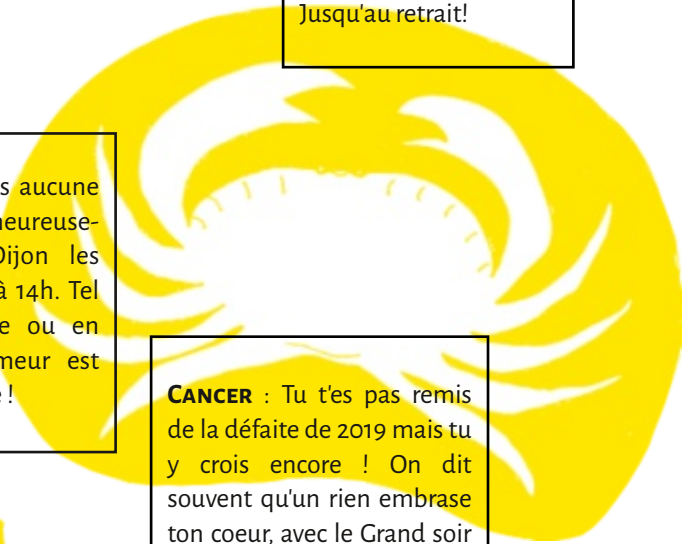 Jusqu'au retrait!
s aucune
heureuse-
Dijon les
à 14h. Tel
e ou en
meur est
!
CANCER : Tu t'es pas remis
de la défaite de 2019 mais tu
y crois encore ! On dit
souvent qu'un rien embrase
ton coeur, avec le Grand soir